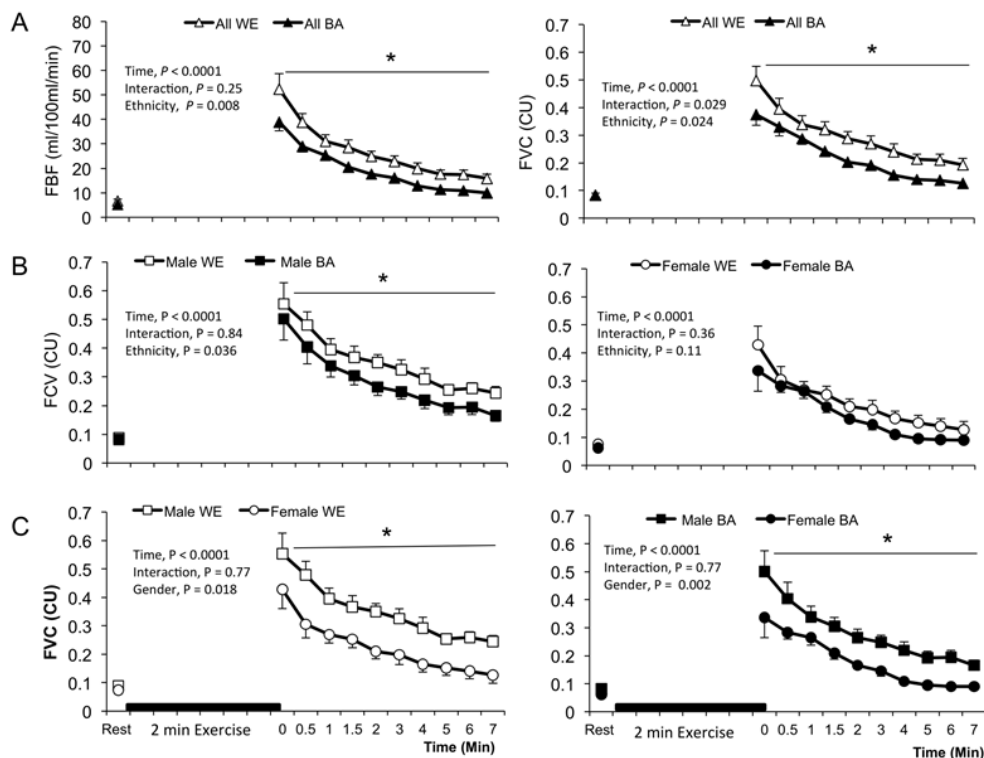 A
All WE All BA
FBF (ml/100ml/min)
80
70
60
50
40
30
20
10
0
*
Time, P < 0.0001
Interaction, P = 0.25
Ethnicity, P = 0.008
All WE All BA
FVC (CU)
0.7
0.6
0.5
0.4
0.3
0.2
0.1
0
*
Time, P < 0.0001
Interaction, P = 0.029
Ethnicity, P = 0.024
B
Male WE Male BA
FCV (CU)
0.7
0.6
0.5
0.4
0.3
0.2
0.1
0
*
Time, P < 0.0001
Interaction, P = 0.84
Ethnicity, P = 0.036
Female WE Female BA
0.7
0.6
0.5
0.4
0.3
0.2
0.1
0
Time, P < 0.0001
Interaction, P = 0.36
Ethnicity, P = 0.11
C
Male WE Female WE
FVC (CU)
0.7
0.6
0.5
0.4
0.3
0.2
0.1
0
*
Time, P < 0.0001
Interaction, P = 0.77
Gender, P = 0.018
Rest 2 min Exercise 0 0.5 1 1.5 2 3 4 5 6 7
Time (Min)
Male BA Female BA
0.7
0.6
0.5
0.4
0.3
0.2
0.1
0
*
Time, P < 0.0001
Interaction, P = 0.77
Gender, P = 0.002
Rest 2 min Exercise 0 0.5 1 1.5 2 3 4 5 6 7
Time (Min)